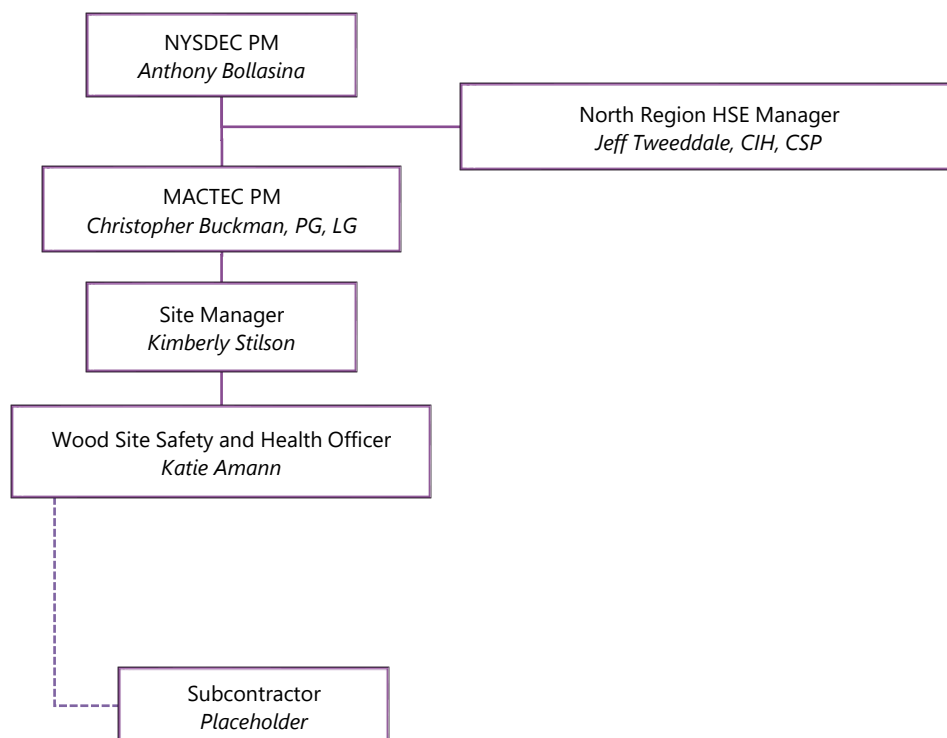 NYSDEC PM
Anthony Bollasina
North Region HSE Manager
Jeff Tweeddale, CIH, CSP
MACTEC PM
Christopher Buckman, PG, LG
Site Manager
Kimberly Stilson
Wood Site Safety and Health Officer
Katie Amann
Subcontractor
Placeholder